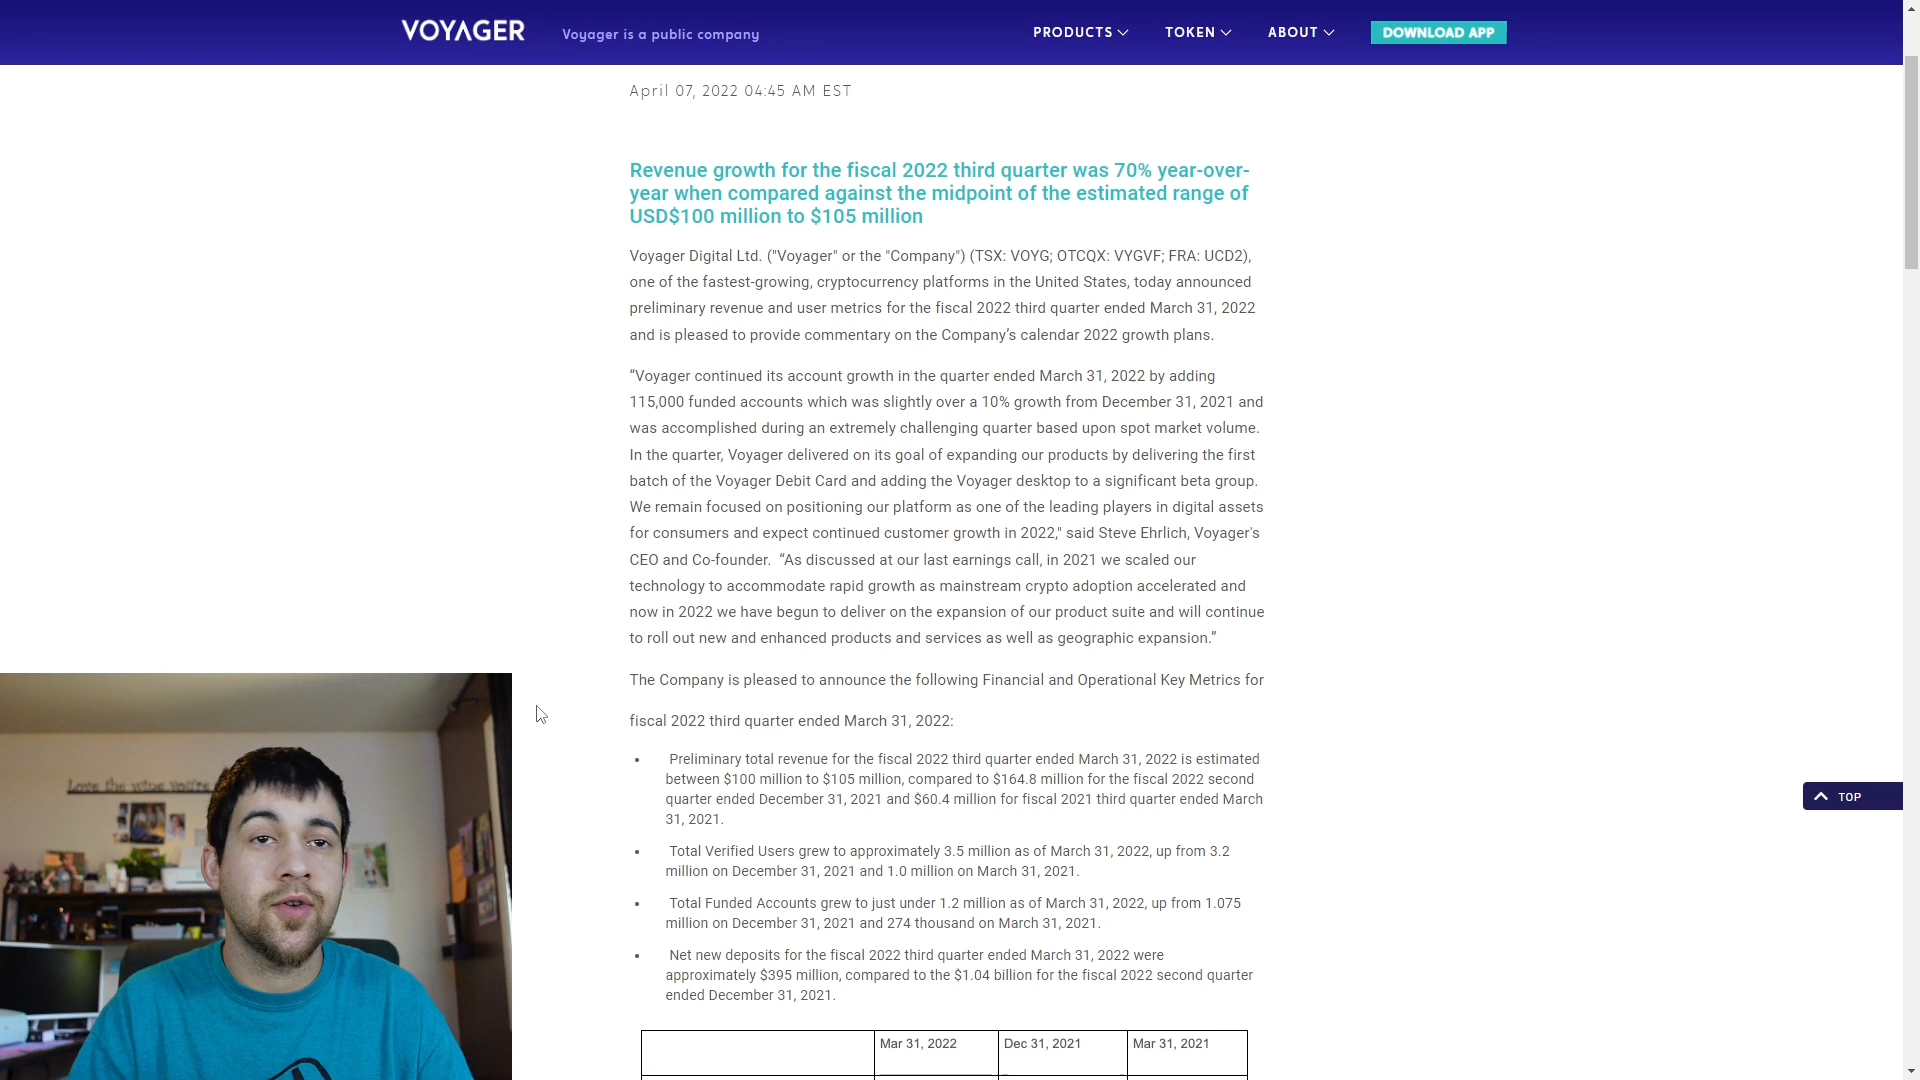 VOYAGER
Voyager is a public company
PRODUCTS
TOKEN
ABOUT
DOWNLOAD APP
April 07, 2022 04:45 AM EST
Revenue growth for the fiscal 2022 third quarter was 70% year-over-
year when compared against the midpoint of the estimated range of
USD$100 million to $105 million
Voyager Digital Ltd. ("Voyager" or the "Company") (TSX: VOYG; OTCQX: VYGVF; FRA: UCD2),
one of the fastest-growing, cryptocurrency platforms in the United States, today announced
preliminary revenue and user metrics for the fiscal 2022 third quarter ended March 31, 2022
and is pleased to provide commentary on the Company’s calendar 2022 growth plans.
“Voyager continued its account growth in the quarter ended March 31, 2022 by adding
115,000 funded accounts which was slightly over a 10% growth from December 31, 2021 and
was accomplished during an extremely challenging quarter based upon spot market volume.
In the quarter, Voyager delivered on its goal of expanding our products by delivering the first
batch of the Voyager Debit Card and adding the Voyager desktop to a significant beta group.
We remain focused on positioning our platform as one of the leading players in digital assets
for consumers and expect continued customer growth in 2022," said Steve Ehrlich, Voyager's
CEO and Co-founder.  “As discussed at our last earnings call, in 2021 we scaled our
technology to accommodate rapid growth as mainstream crypto adoption accelerated and
now in 2022 we have begun to deliver on the expansion of our product suite and will continue
to roll out new and enhanced products and services as well as geographic expansion.”
The Company is pleased to announce the following Financial and Operational Key Metrics for
fiscal 2022 third quarter ended March 31, 2022:
• Preliminary total revenue for the fiscal 2022 third quarter ended March 31, 2022 is estimated
between $100 million to $105 million, compared to $164.8 million for the fiscal 2022 second
quarter ended December 31, 2021 and $60.4 million for fiscal 2021 third quarter ended March
31, 2021.
• Total Verified Users grew to approximately 3.5 million as of March 31, 2022, up from 3.2
million on December 31, 2021 and 1.0 million on March 31, 2021.
• Total Funded Accounts grew to just under 1.2 million as of March 31, 2022, up from 1.075
million on December 31, 2021 and 274 thousand on March 31, 2021.
• Net new deposits for the fiscal 2022 third quarter ended March 31, 2022 were
approximately $395 million, compared to the $1.04 billion for the fiscal 2022 second quarter
ended December 31, 2021.
Mar 31, 2022
Dec 31, 2021
Mar 31, 2021
TOP
Love the wine you're